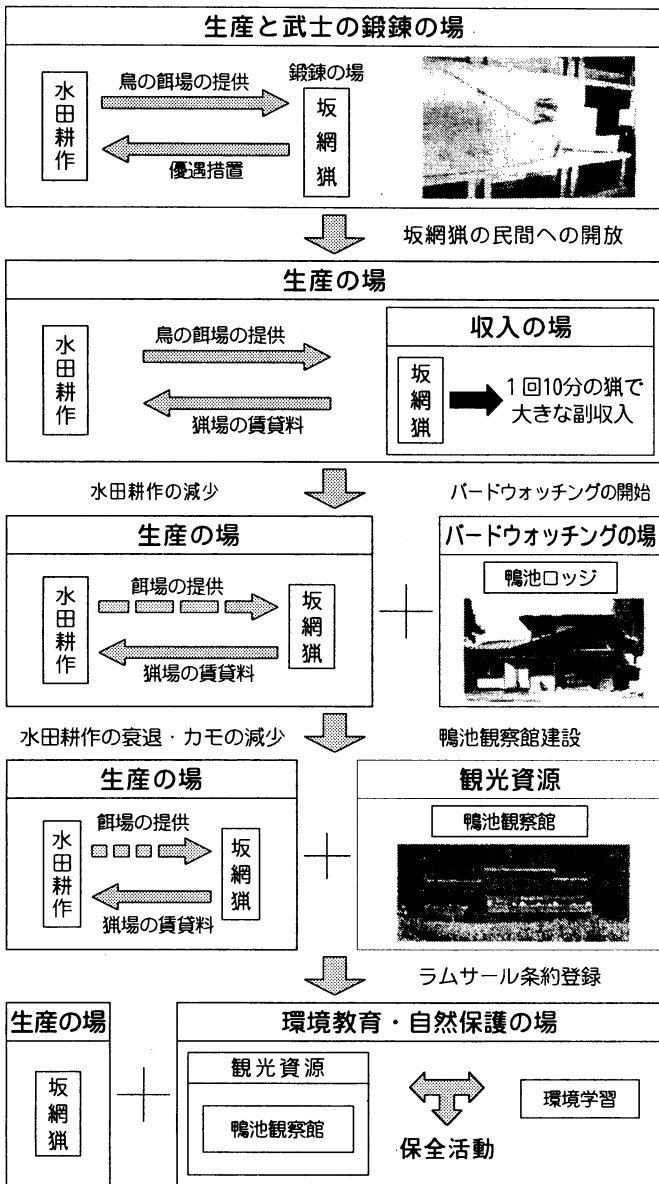 生産と武士の鍛錬の場
水田耕作
鳥の餌場の提供
優遇措置
鍛錬の場
坂網猟
坂網猟の民間への開放
生産の場
水田耕作
鳥の餌場の提供
猟場の賃貸料
収入の場
坂網猟
1回10分の猟で
大きな副収入
水田耕作の減少
バードウォッチングの開始
生産の場
水田耕作
餌場の提供
猟場の賃貸料
坂網猟
バードウォッチングの場
鴨池ロッジ
水田耕作の衰退・カモの減少
鴨池観察館建設
生産の場
水田耕作
餌場の提供
猟場の賃貸料
坂網猟
観光資源
鴨池観察館
ラムサール条約登録
生産の場
坂網猟
環境教育・自然保護の場
観光資源
鴨池観察館
保全活動
環境学習